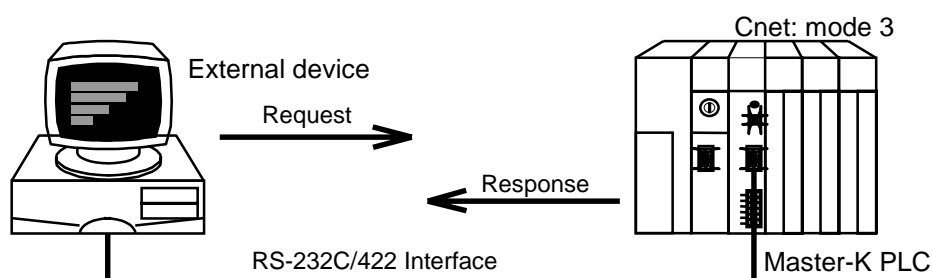 Cnet: mode 3
External device
Request
Response
RS-232C/422 Interface
Master-K PLC